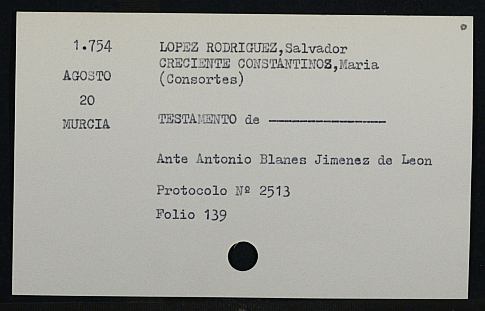 1.754
AGOSTO
20
MURCIA
LOPEZ RODRIGUEZ,Salvador
CRECIENTE CONSTANTINOS,Maria
(Consortes)
TESTAMENTO de ---------------
Ante Antonio Blanes Jimenez de Leon
Protocolo Nº 2513
Folio 139